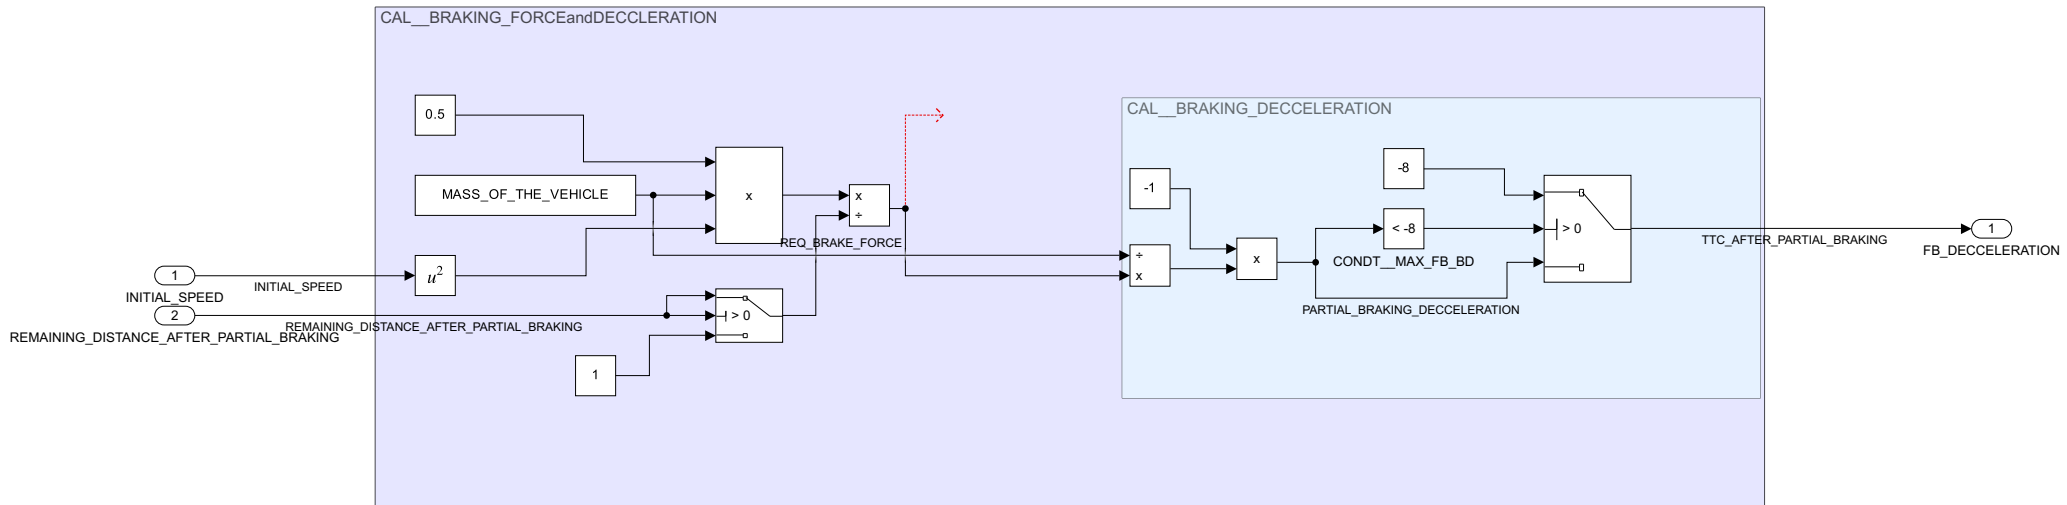 CAL__BRAKING_FORCEandDECCLERATION
0.5
MASS_OF_THE_VEHICLE
x
x
÷
REQ_BRAKE_FORCE
1
INITIAL_SPEED
INITIAL_SPEED
u²
2
REMAINING_DISTANCE_AFTER_PARTIAL_BRAKING
REMAINING_DISTANCE_AFTER_PARTIAL_BRAKING
> 0
1
CAL__BRAKING_DECCELERATION
-1
÷
x
x
-8
< -8
CONDT__MAX_FB_BD
> 0
PARTIAL_BRAKING_DECCELERATION
TTC_AFTER_PARTIAL_BRAKING
1
FB_DECCELERATION